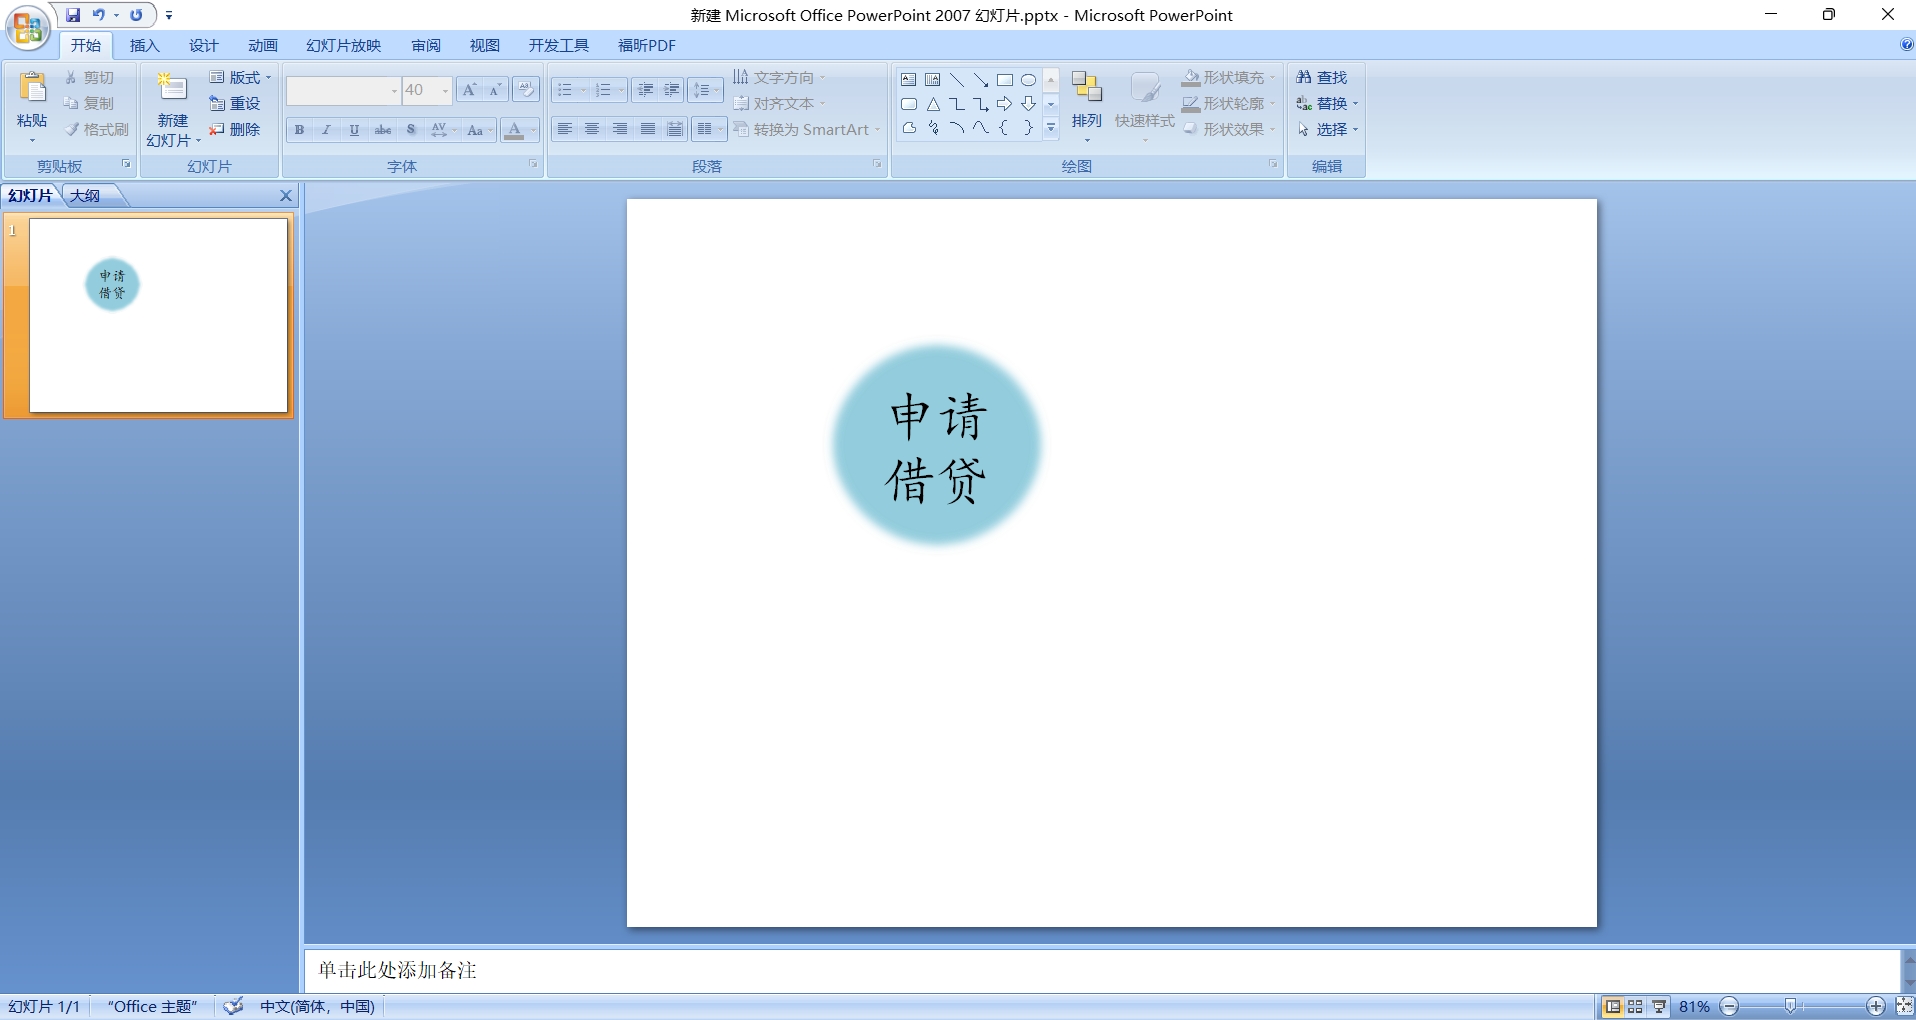 新建 Microsoft Office PowerPoint 2007 幻灯片.pptx - Microsoft PowerPoint
开始 插入 设计 动画 幻灯片放映 审阅 视图 开发工具 福昕PDF
粘贴
剪切
复制
格式刷
剪贴板
新建
幻灯片
版式
重设
删除
幻灯片
40
B I U abc S AV Aa A
字体
文字方向
对齐文本
转换为 SmartArt
段落
排列
快速样式
形状填充
形状轮廓
形状效果
绘图
查找
替换
选择
编辑
幻灯片 大纲
1
申请
借贷
申请
借贷
单击此处添加备注
幻灯片 1/1 “Office 主题” 中文(简体，中国) 81%